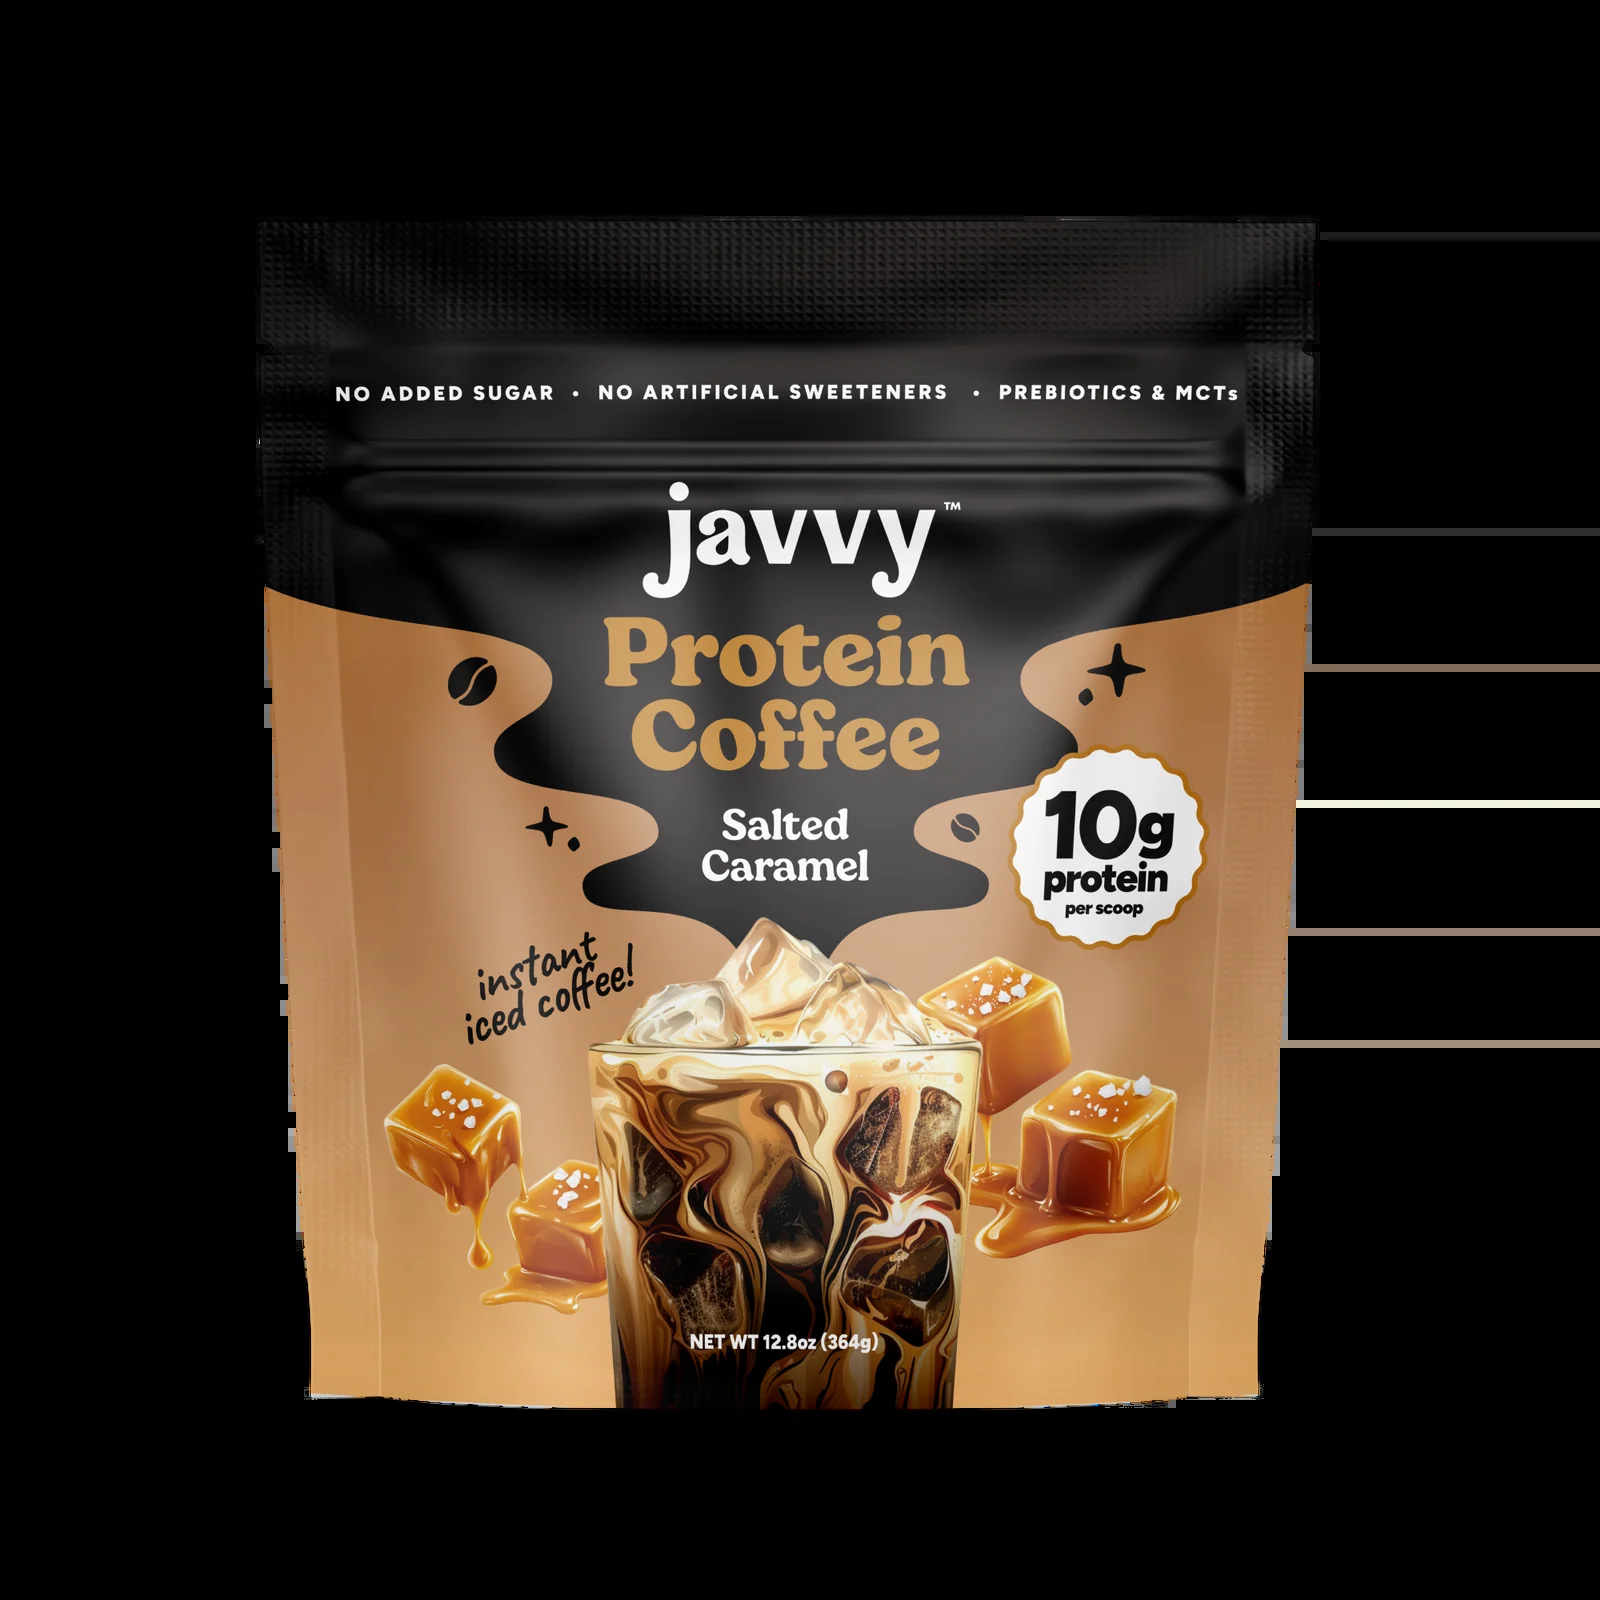 NO ADDED SUGAR • NO ARTIFICIAL SWEETENERS • PREBIOTICS & MCTs
javvy™
Protein
Coffee
Salted
Caramel
10g
protein
per scoop
instant
iced coffee!
NET WT 12.8oz (364g)